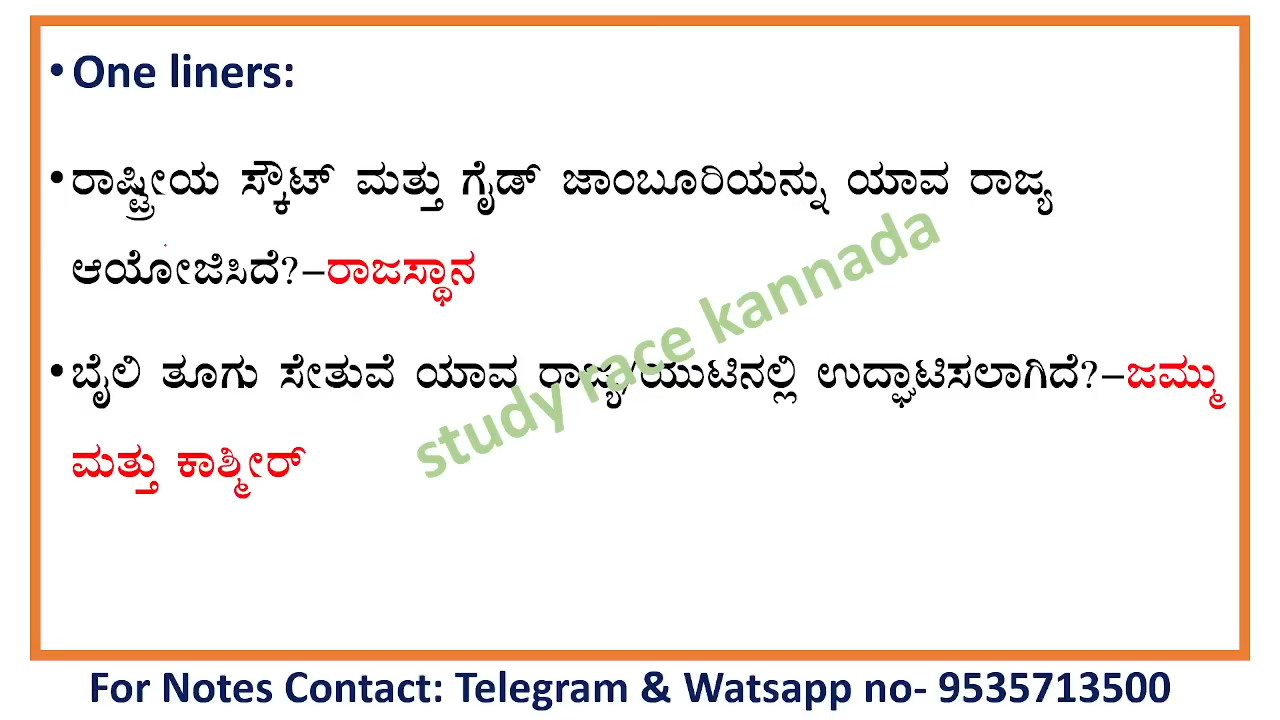 • One liners:
• ರಾಷ್ಟ್ರೀಯ ಸ್ಕೌಟ್ ಮತ್ತು ಗೈಡ್ ಜಾಂಬೂರಿಯನ್ನು ಯಾವ ರಾಜ್ಯ
ಆಯೋಜಿಸಿದೆ?–ರಾಜಸ್ಥಾನ
• ಬೈಲಿ ತೂಗು ಸೇತುವೆ ಯಾವ ರಾಜ್ಯ/ಯುಟಿನಲ್ಲಿ ಉದ್ಘಾಟಿಸಲಾಗಿದೆ?–ಜಮ್ಮು
ಮತ್ತು ಕಾಶ್ಮೀರ್
study race kannada
For Notes Contact: Telegram & Watsapp no- 9535713500